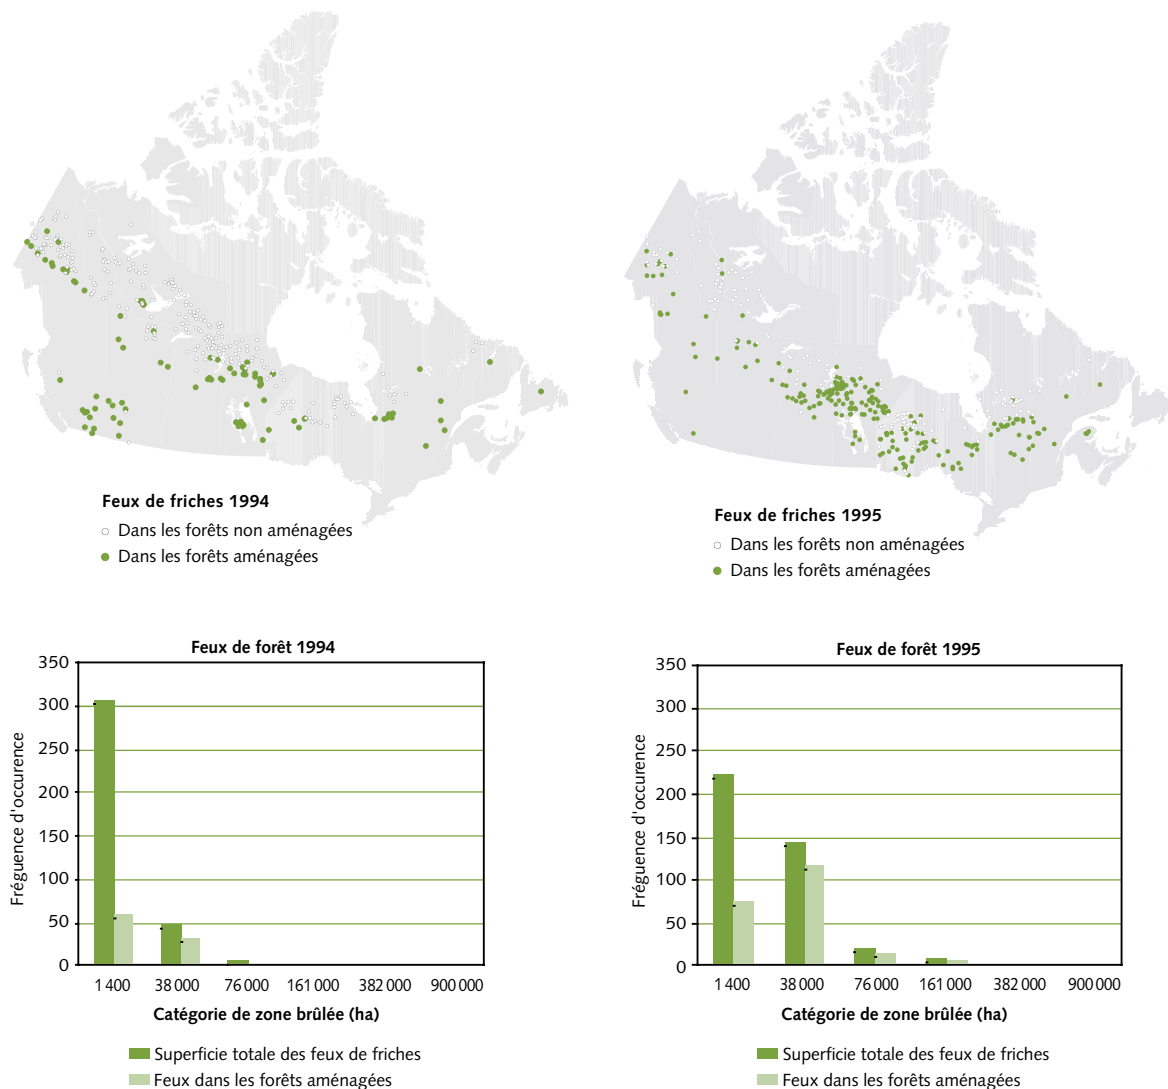 Feux de friches 1994
Dans les forêts non aménagées
Dans les forêts aménagées
Feux de friches 1995
Dans les forêts non aménagées
Dans les forêts aménagées
Feux de forêt 1994
350
300
250
200
150
100
50
0
Fréguence d'occurence
1 400 38 000 76 000 161 000 382 000 900 000
Catégorie de zone brûlée (ha)
Superficie totale des feux de friches
Feux dans les forêts aménagées
Feux de forêt 1995
350
300
250
200
150
100
50
0
Fréguence d'occurence
1 400 38 000 76 000 161 000 382 000 900 000
Catégorie de zone brûlée (ha)
Superficie totale des feux de friches
Feux dans les forêts aménagées